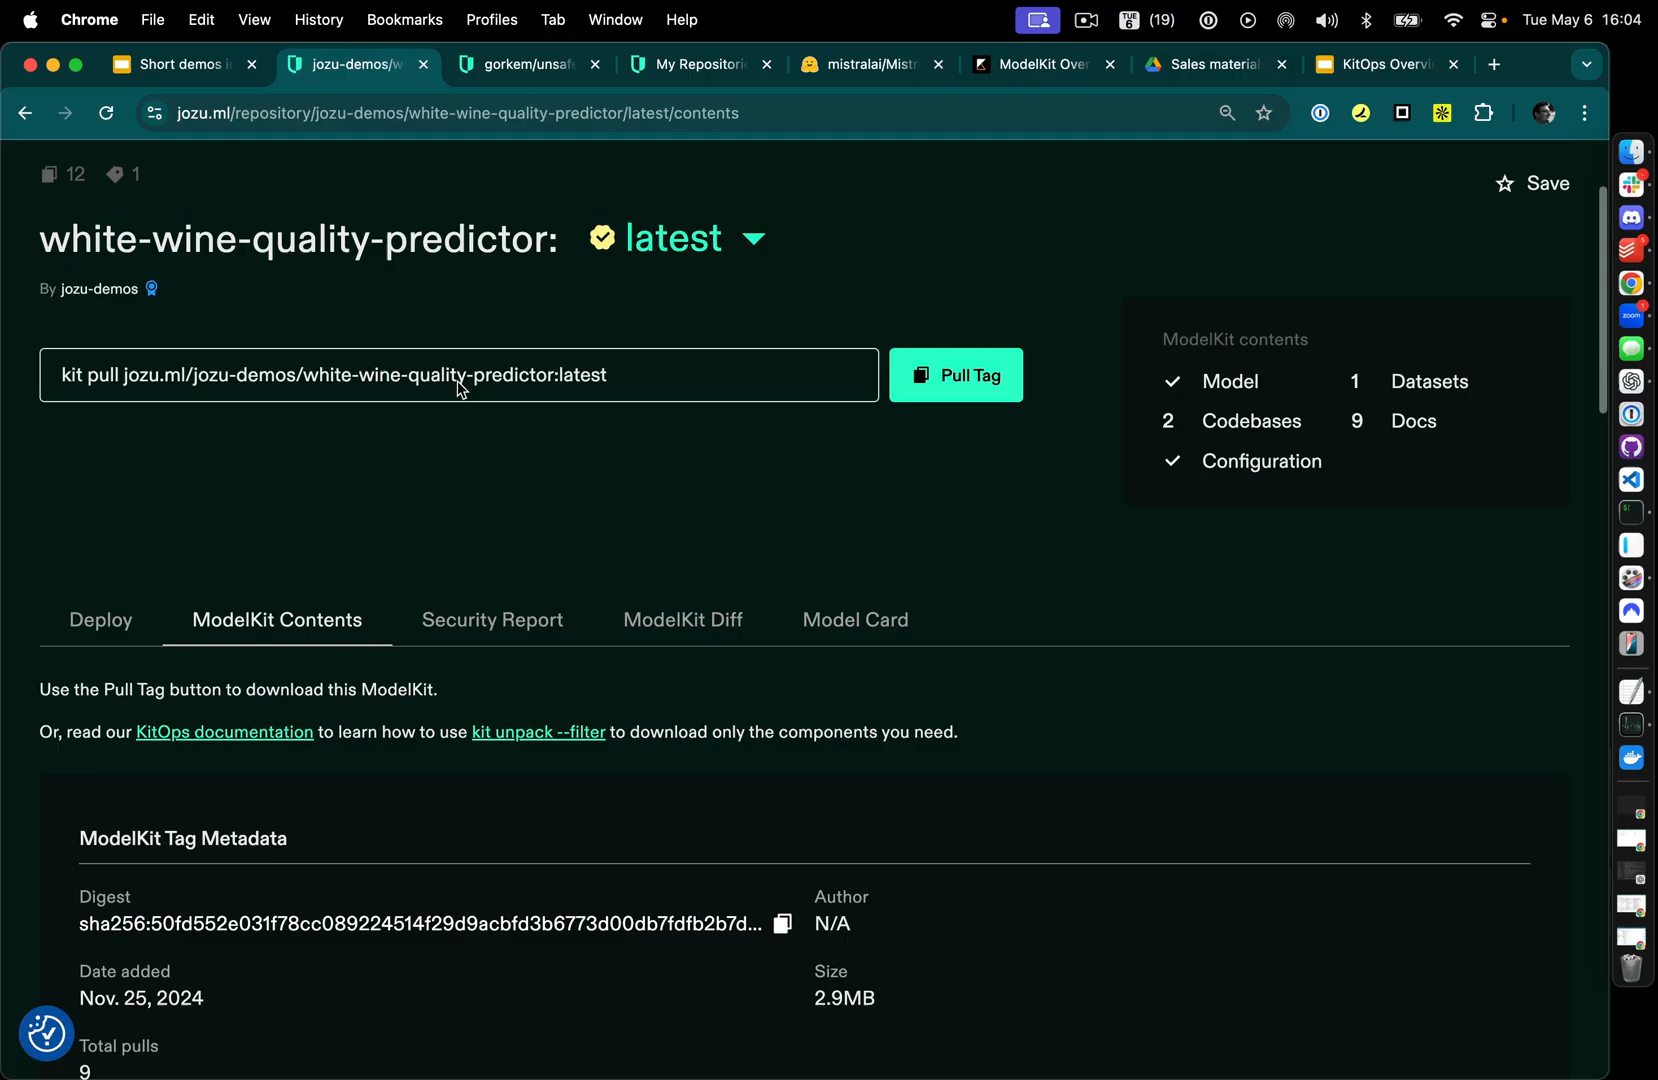 Chrome File Edit View History Bookmarks Profiles Tab Window Help
TUE 6 (19) Tue May 6 16:04
Short demos i jozu-demos/w gorkem/unsafe My Repositori mistralai/Mistr ModelKit Over Sales material KitOps Overvi
jozu.ml/repository/jozu-demos/white-wine-quality-predictor/latest/contents
12 1
Save
white-wine-quality-predictor: latest
By jozu-demos
kit pull jozu.ml/jozu-demos/white-wine-quality-predictor:latest
Pull Tag
ModelKit contents
Model 1 Datasets
2 Codebases 9 Docs
Configuration
Deploy ModelKit Contents Security Report ModelKit Diff Model Card
Use the Pull Tag button to download this ModelKit.
Or, read our KitOps documentation to learn how to use kit unpack --filter to download only the components you need.
ModelKit Tag Metadata
Digest
sha256:50fd552e031f78cc089224514f29d9acbfd3b6773d00db7fdfb2b7d...
Author
N/A
Date added
Nov. 25, 2024
Size
2.9MB
Total pulls
9
zoom